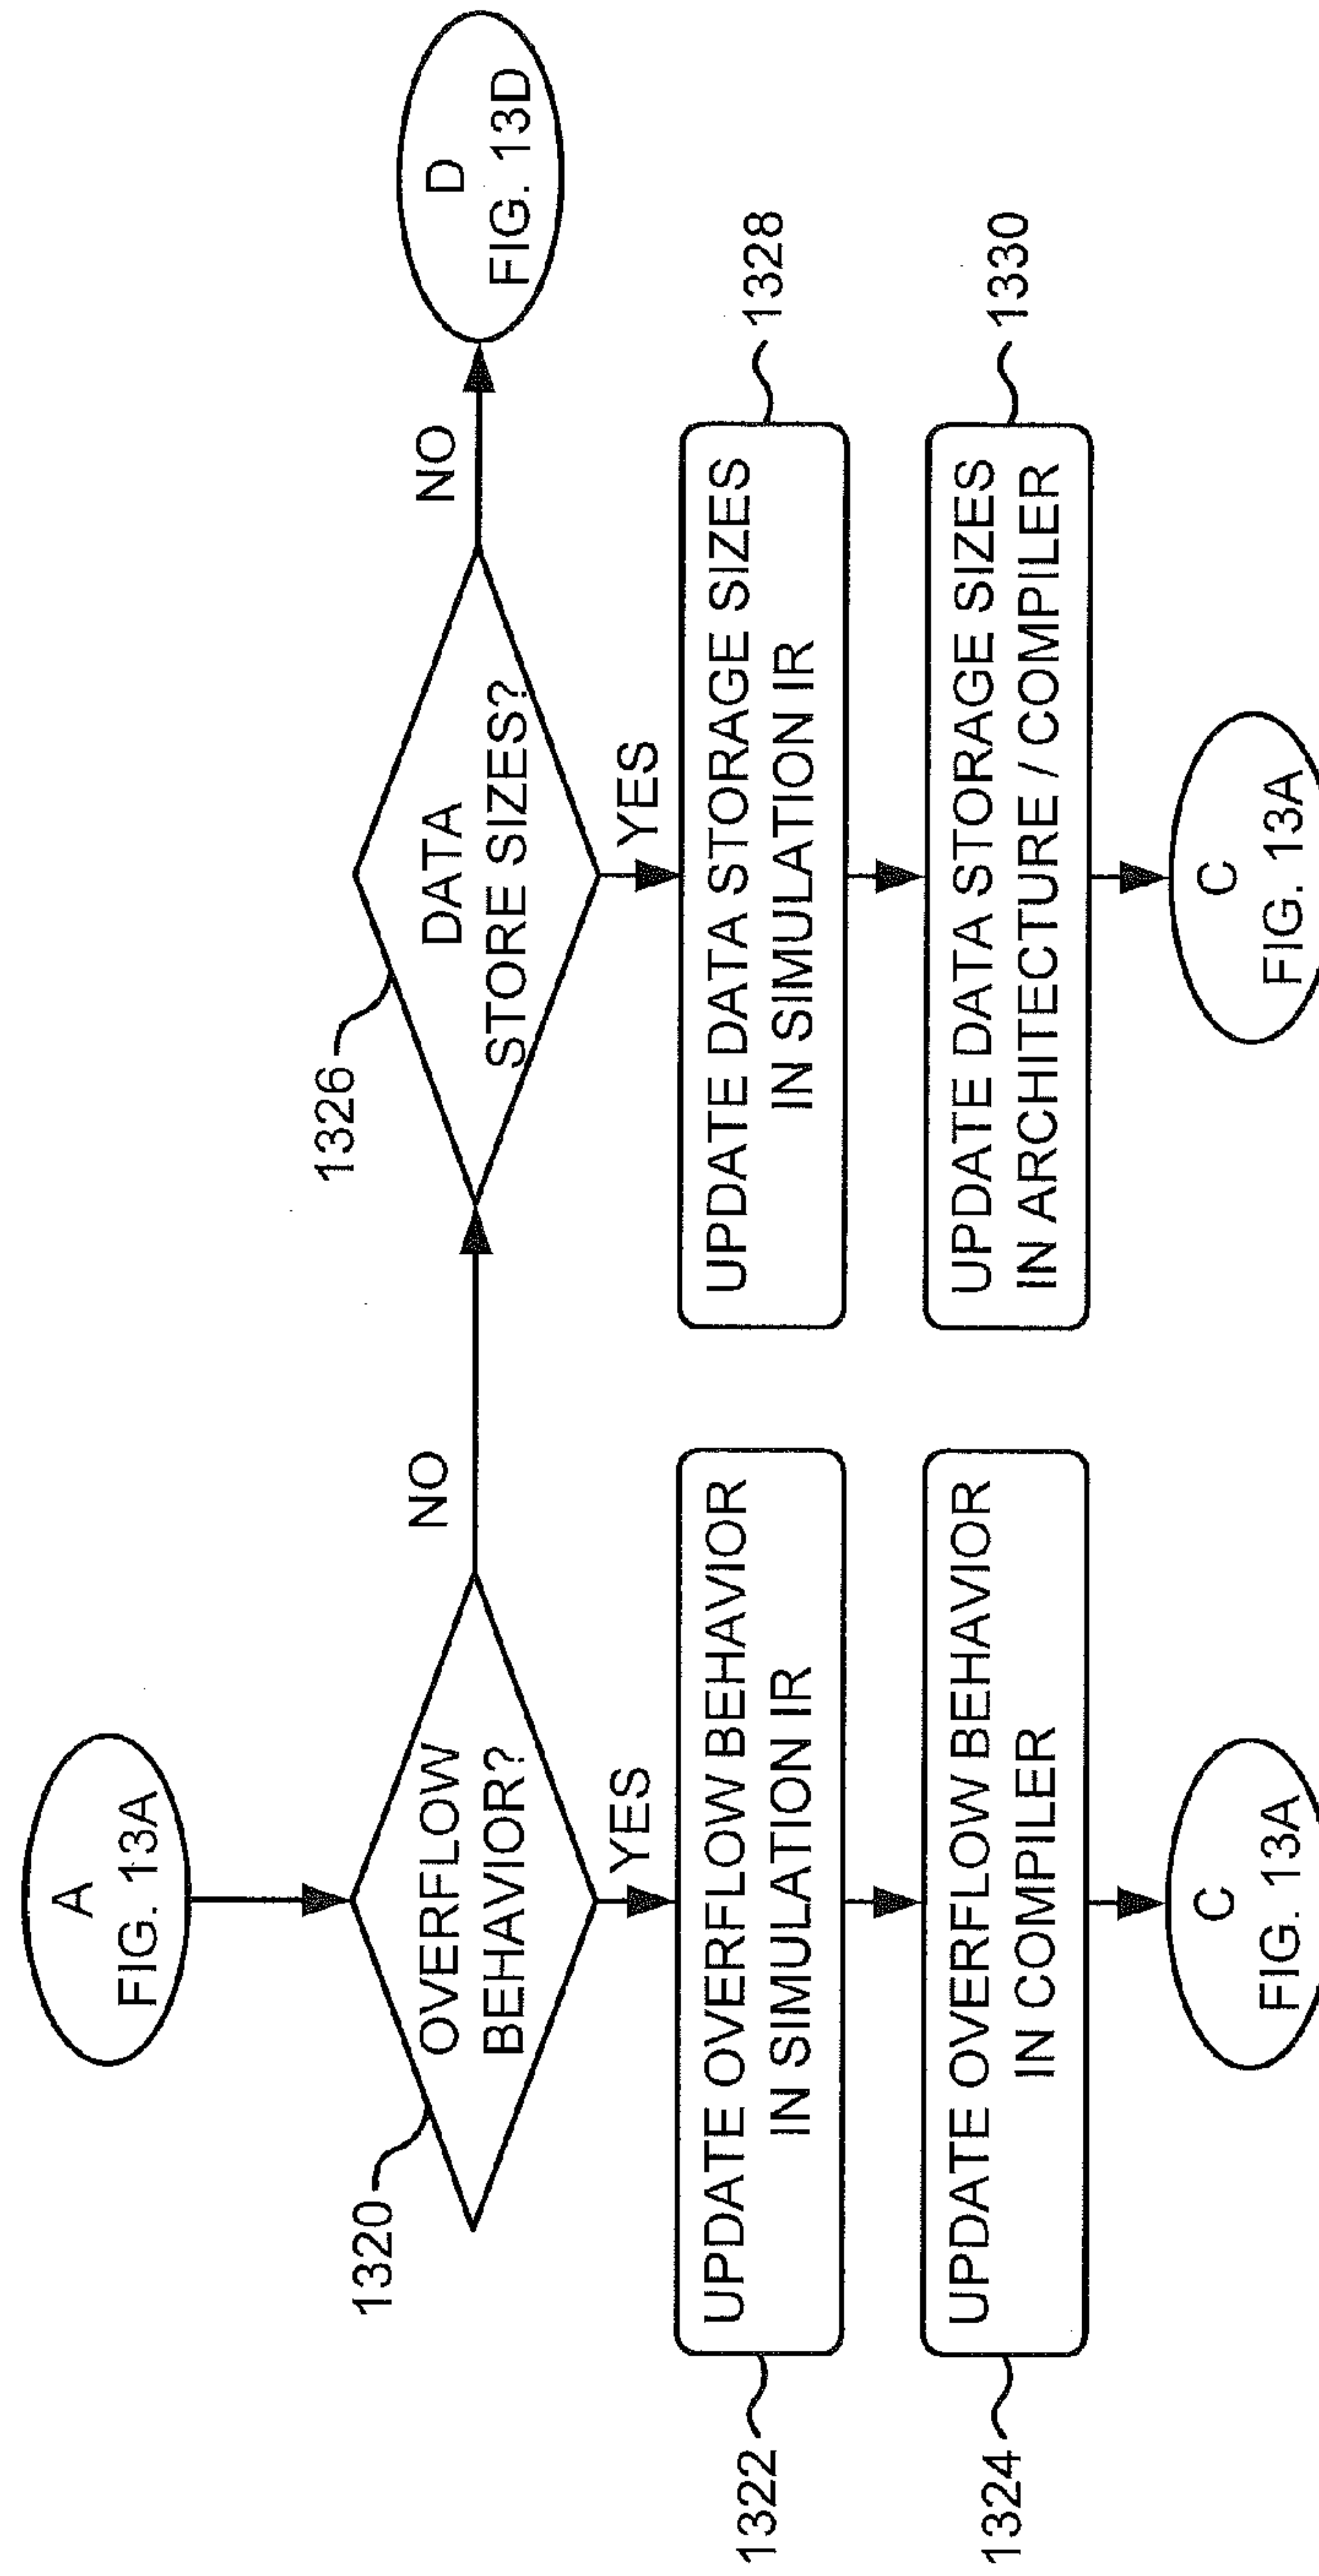 A
FIG. 13A
1320
OVERFLOW
BEHAVIOR?
NO
YES
1322
UPDATE OVERFLOW BEHAVIOR
IN SIMULATION IR
1324
UPDATE OVERFLOW BEHAVIOR
IN COMPILER
C
FIG. 13A
1326
DATA
STORE SIZES?
NO
D
FIG. 13D
YES
UPDATE DATA STORAGE SIZES
IN SIMULATION IR
1328
UPDATE DATA STORAGE SIZES
IN ARCHITECTURE / COMPILER
1330
C
FIG. 13A